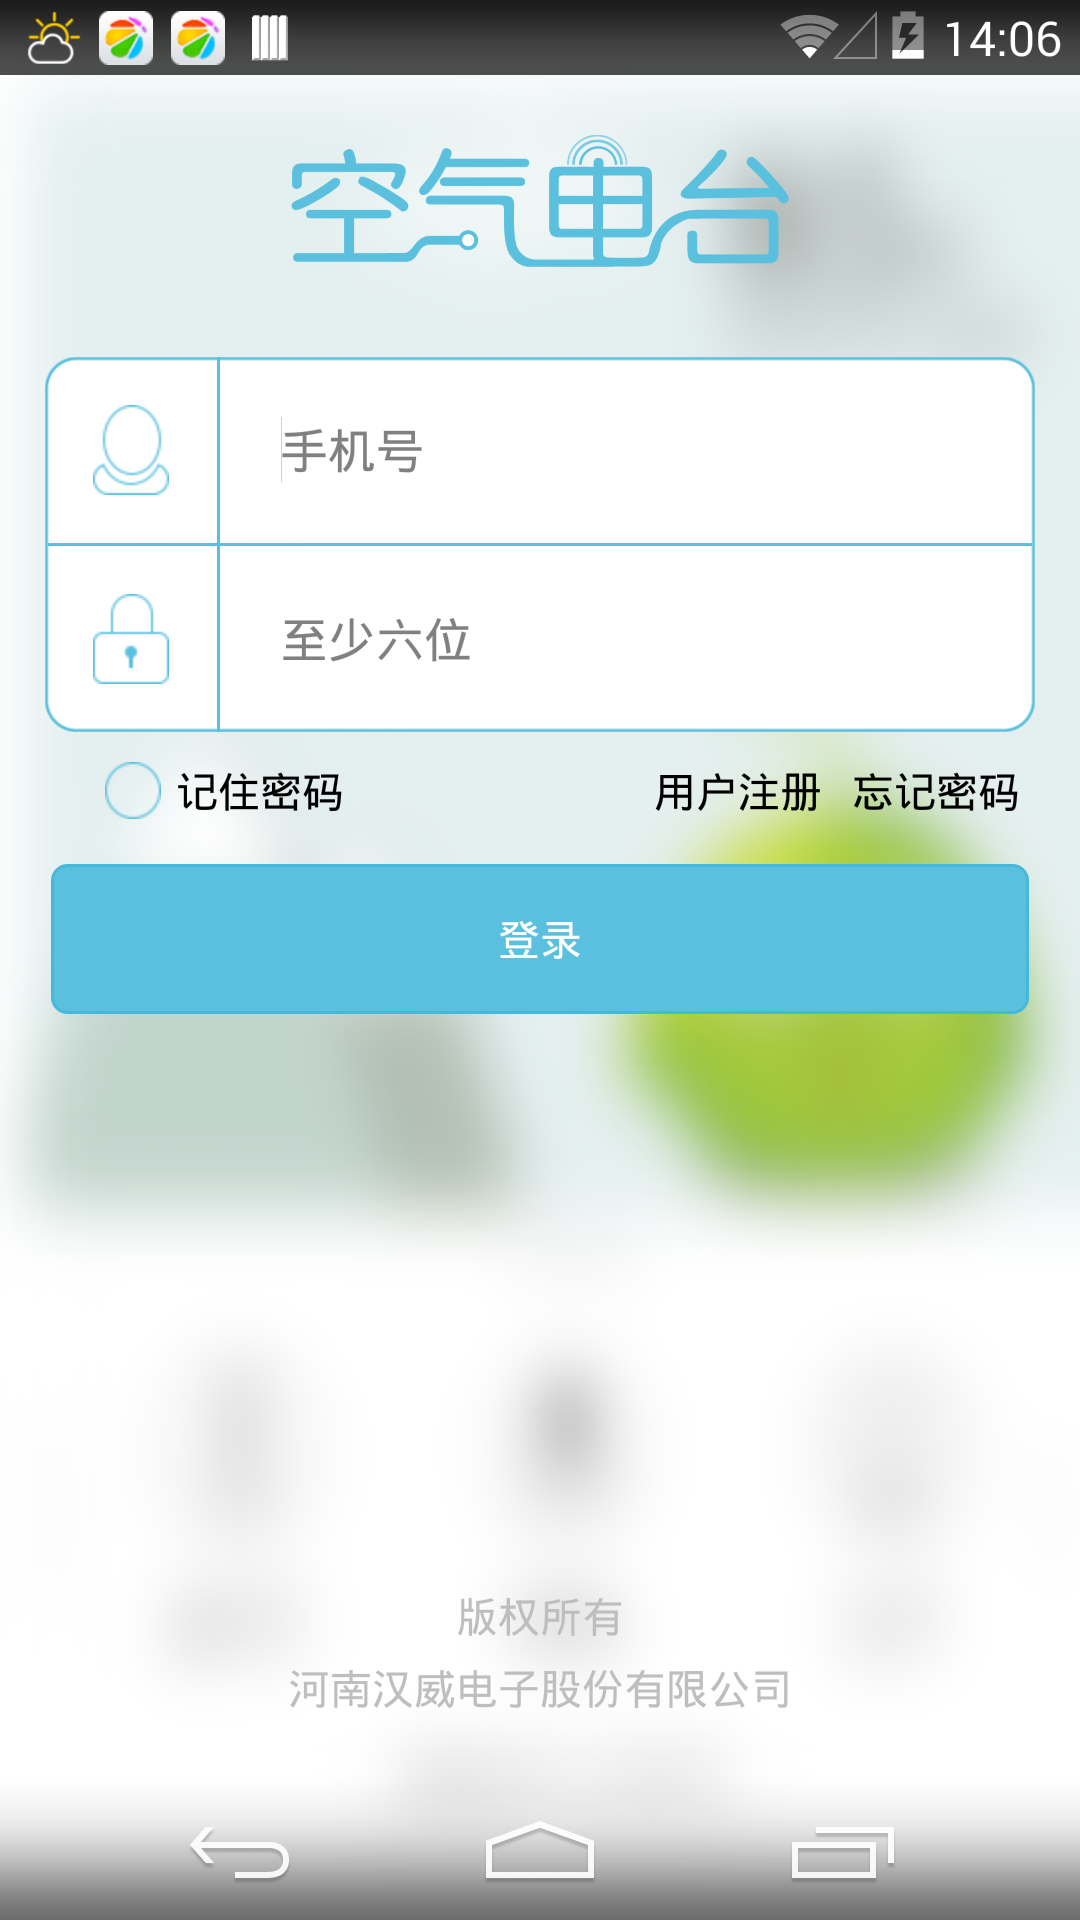 14:06
空气电台
手机号
至少六位
记住密码 用户注册 忘记密码
登录
版权所有
河南汉威电子股份有限公司